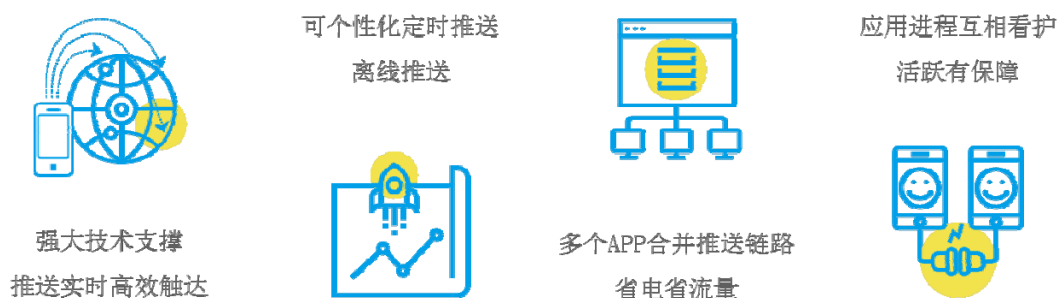 强大技术支撑
推送实时高效触达
可个性化定时推送
离线推送
多个APP合并推送链路
省电省流量
应用进程互相看护
活跃有保障